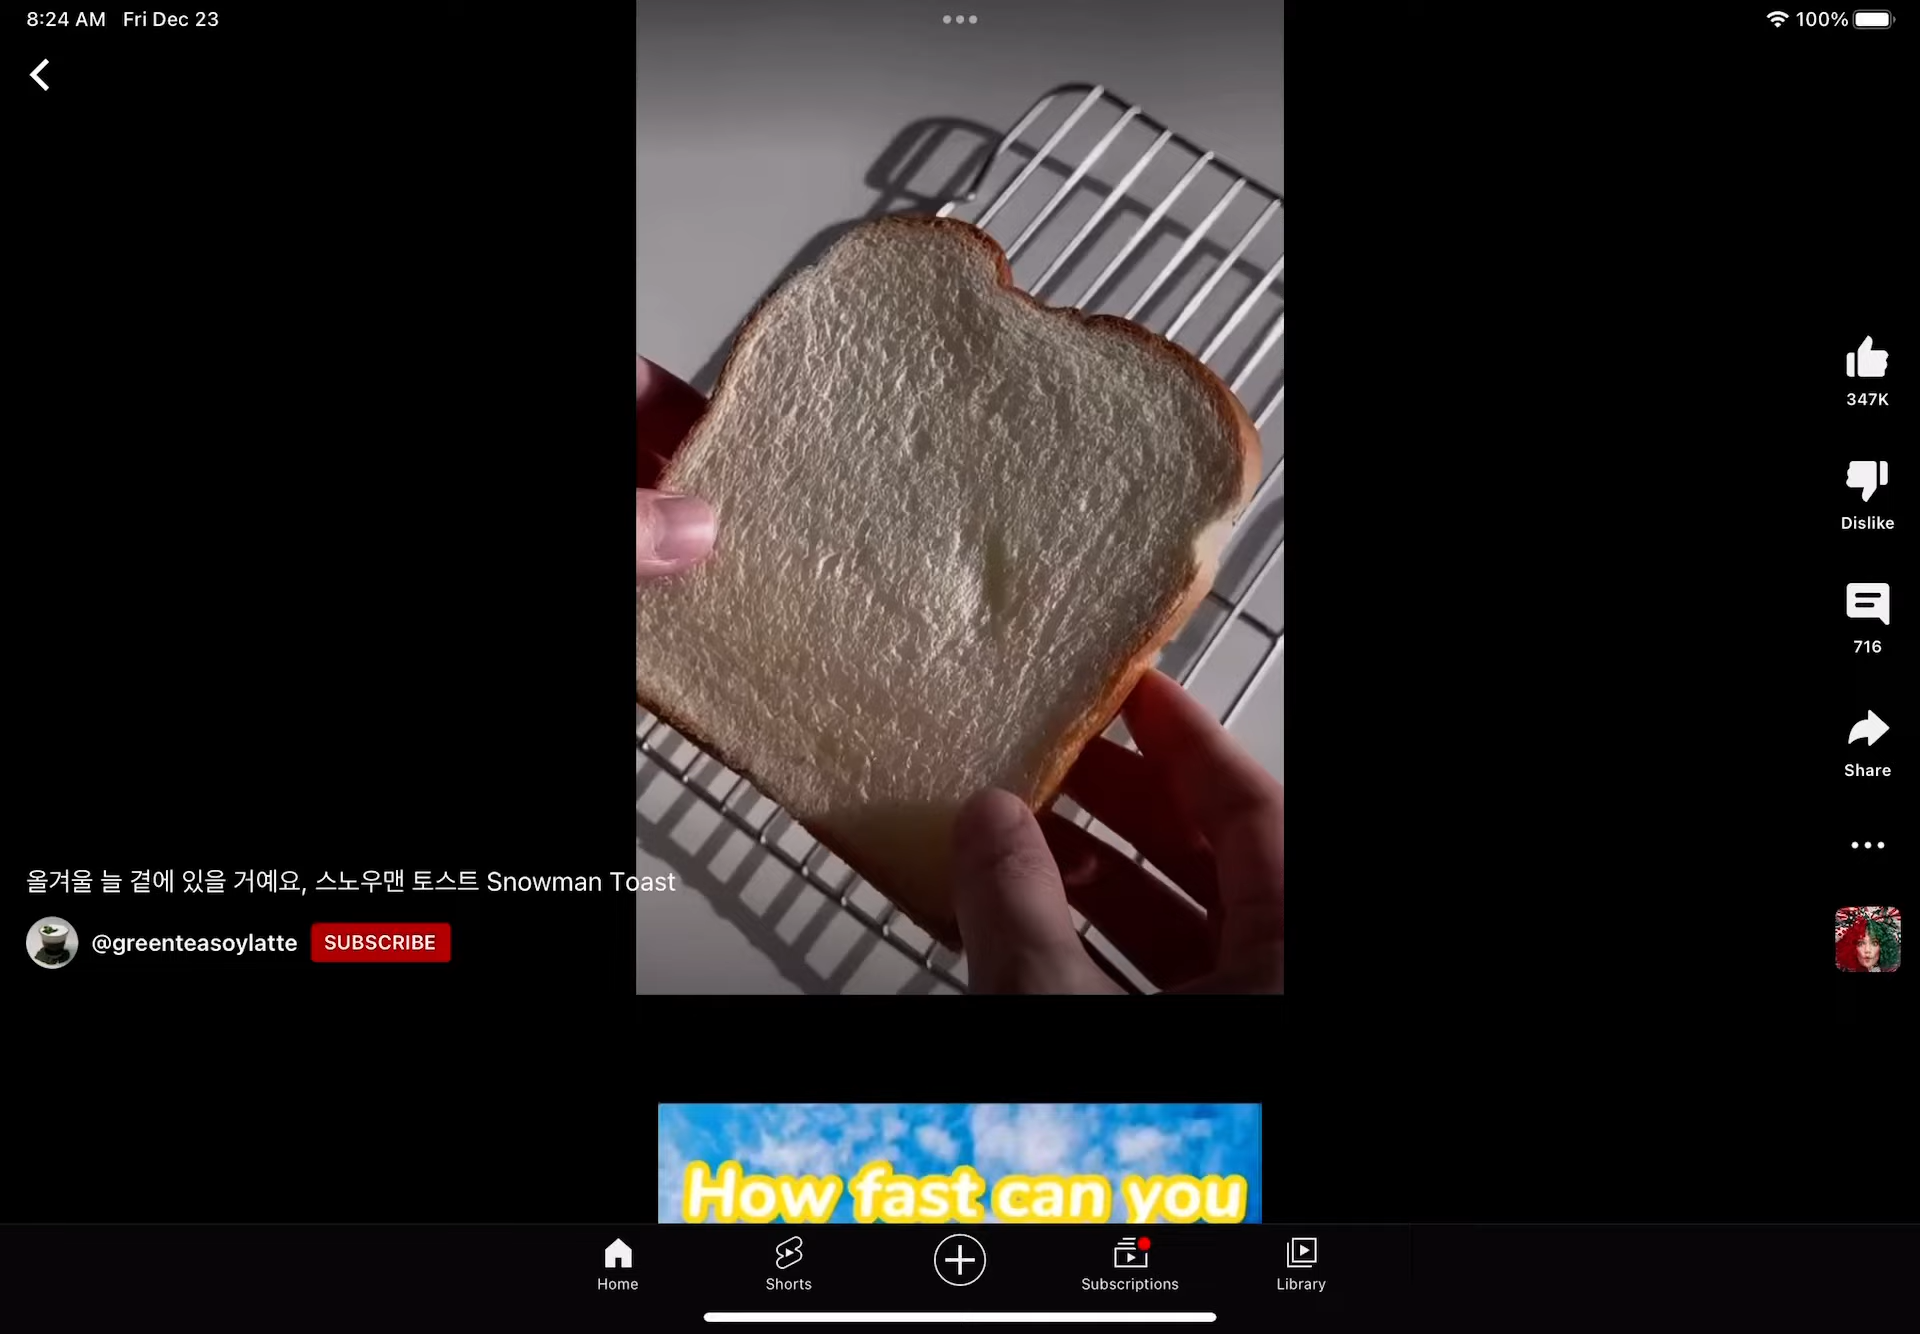 8:24 AM Fri Dec 23
100%
347K
Dislike
716
Share
올겨울 늘 곁에 있을 거예요, 스노우맨 토스트 Snowman Toast
@greenteasoylatte SUBSCRIBE
How fast can you
Home Shorts Subscriptions Library